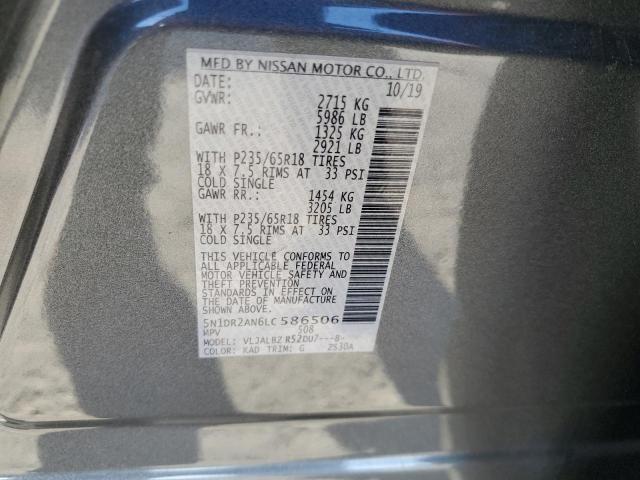 MFD BY NISSAN MOTOR CO., LTD.
DATE: 10/19
GVWR: 2715 KG
5986 LB
GAWR FR.: 1325 KG
2921 LB
WITH P235/65R18 TIRES
18 X 7.5 RIMS AT 33 PSI
COLD SINGLE
GAWR RR.: 1454 KG
3205 LB
WITH P235/65R18 TIRES
18 X 7.5 RIMS AT 33 PSI
COLD SINGLE
THIS VEHICLE CONFORMS TO
ALL APPLICABLE FEDERAL
MOTOR VEHICLE SAFETY AND
THEFT PREVENTION
STANDARDS IN EFFECT ON
THE DATE OF MANUFACTURE
SHOWN ABOVE.
5N1DR2AN6LC586506
MPV 508
MODEL: VLJALBZ R52DU7---B-
COLOR: KAD TRIM: G 2S30A